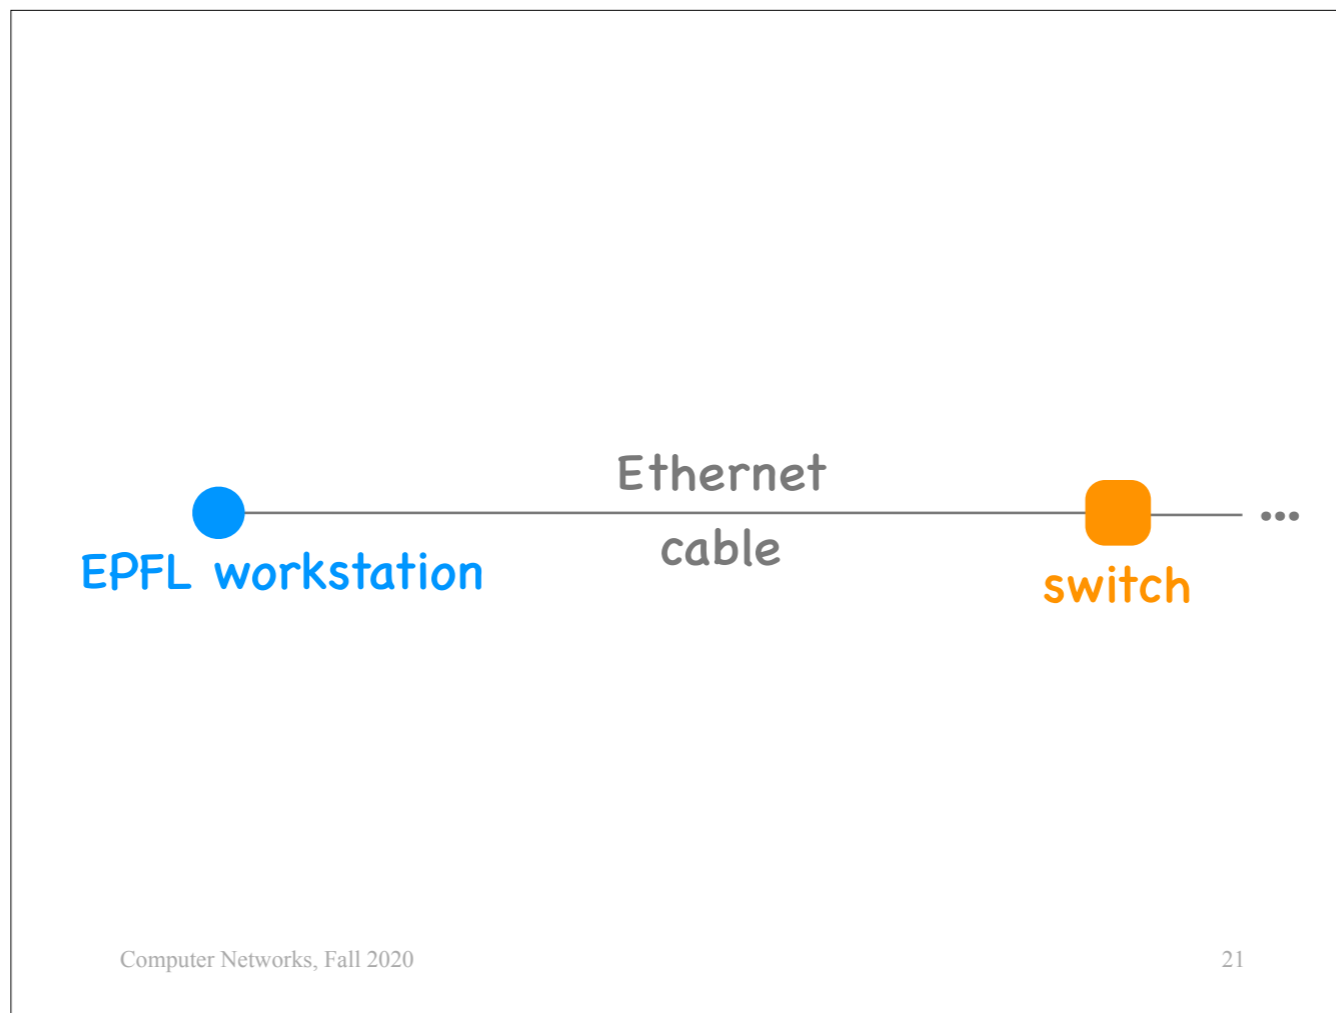 Ethernet
cable
EPFL workstation
switch
...
Computer Networks, Fall 2020
21